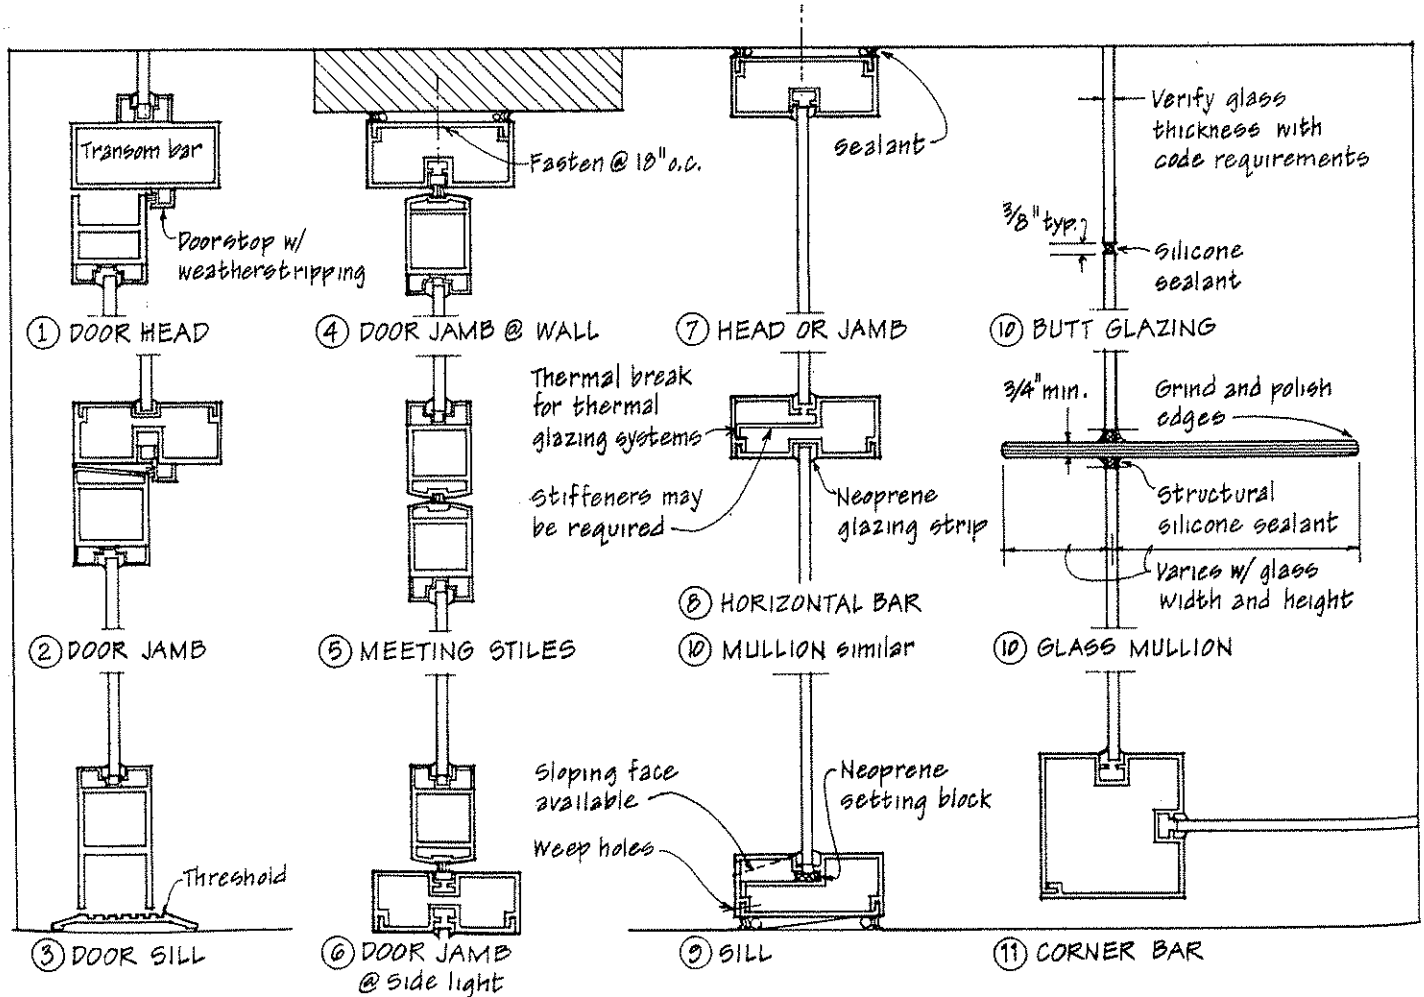 Transom bar
Doorstop w/
weatherstripping
① DOOR HEAD
② DOOR JAMB
Threshold
③ DOOR SILL
Fasten @ 18" o.c.
④ DOOR JAMB @ WALL
⑤ MEETING STILES
⑥ DOOR JAMB
@ Side light
Sealant
⑦ HEAD OR JAMB
Thermal break
for thermal
glazing systems
Stiffeners may
be required
Neoprene
glazing strip
⑧ HORIZONTAL BAR
⑩ MULLION similar
Sloping face
available
Weep holes
Neoprene
setting block
⑨ SILL
Verify glass
thickness with
code requirements
3/8" typ.
Silicone
sealant
⑩ BUTT GLAZING
3/4" min.
Grind and polish
edges
Structural
silicone sealant
Varies w/ glass
width and height
⑩ GLASS MULLION
⑪ CORNER BAR